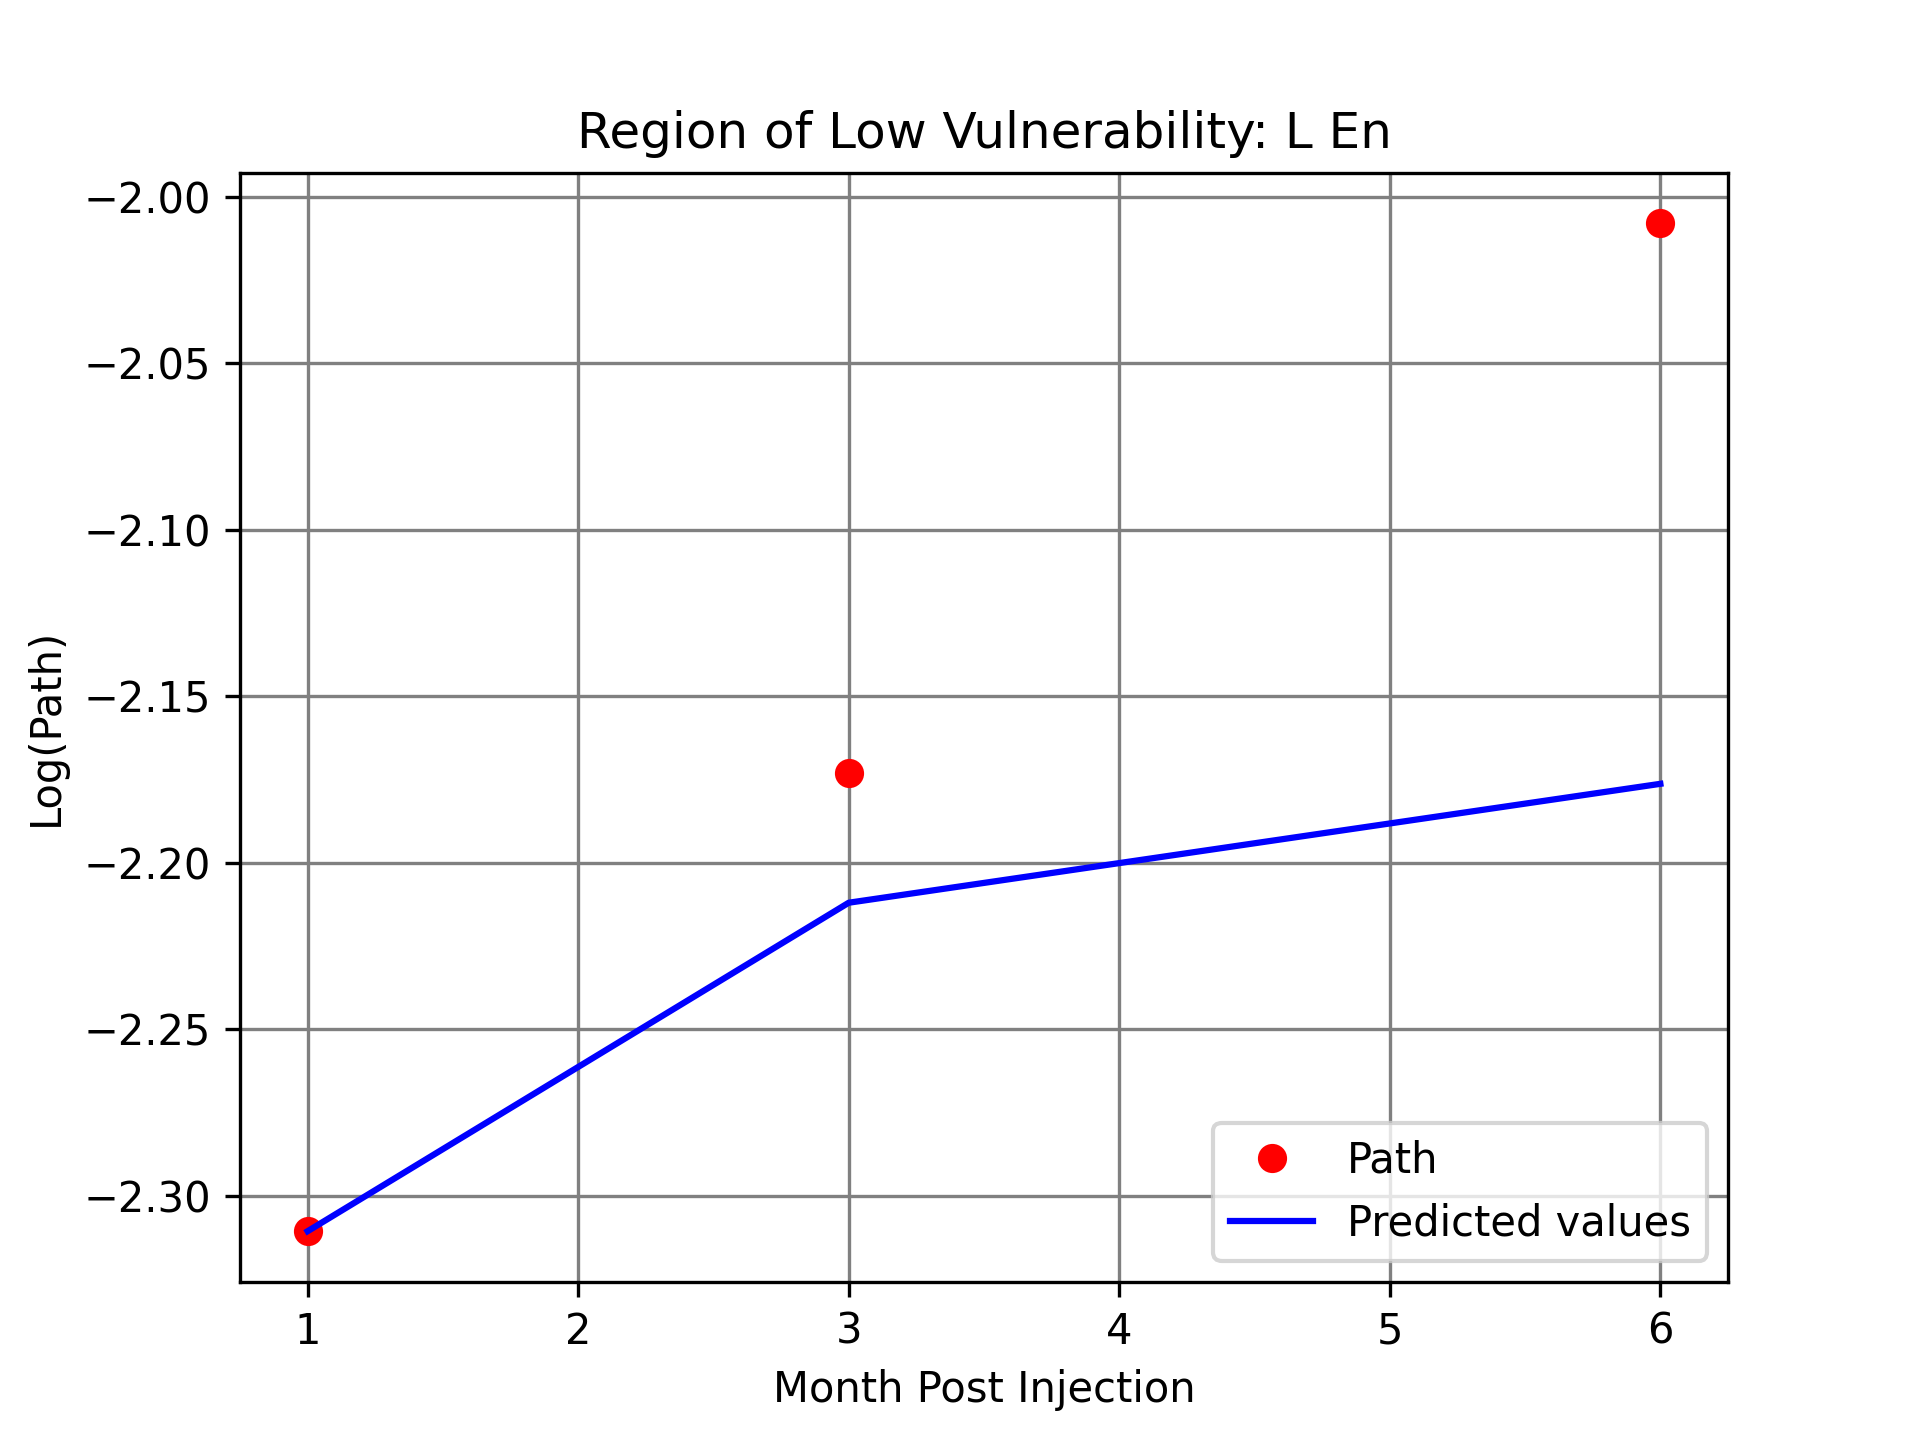 Region of Low Vulnerability: L En
−2.00
−2.05
−2.10
−2.15
−2.20
−2.25
−2.30
Log(Path)
Path
Predicted values
1 2 3 4 5 6
Month Post Injection